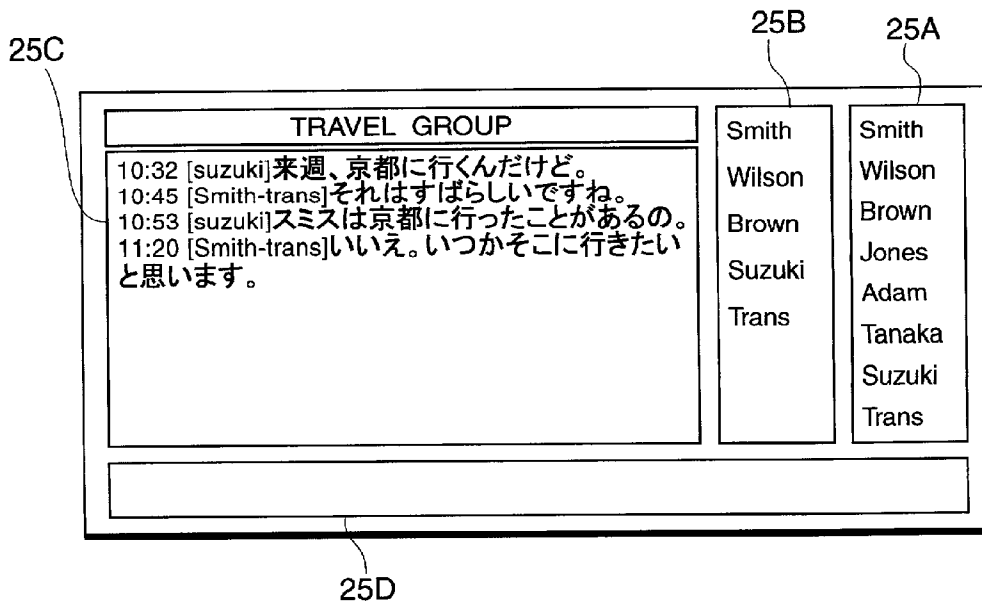 25B
25A
25C
TRAVEL GROUP
10:32 [suzuki]来週、京都に行くんだけど。
10:45 [Smith-trans]それはすばらしいですね。
10:53 [suzuki]スミスは京都に行ったことがあるの。
11:20 [Smith-trans]いいえ。いつかそこに行きたい
と思います。
Smith
Wilson
Brown
Suzuki
Trans
Smith
Wilson
Brown
Jones
Adam
Tanaka
Suzuki
Trans
25D